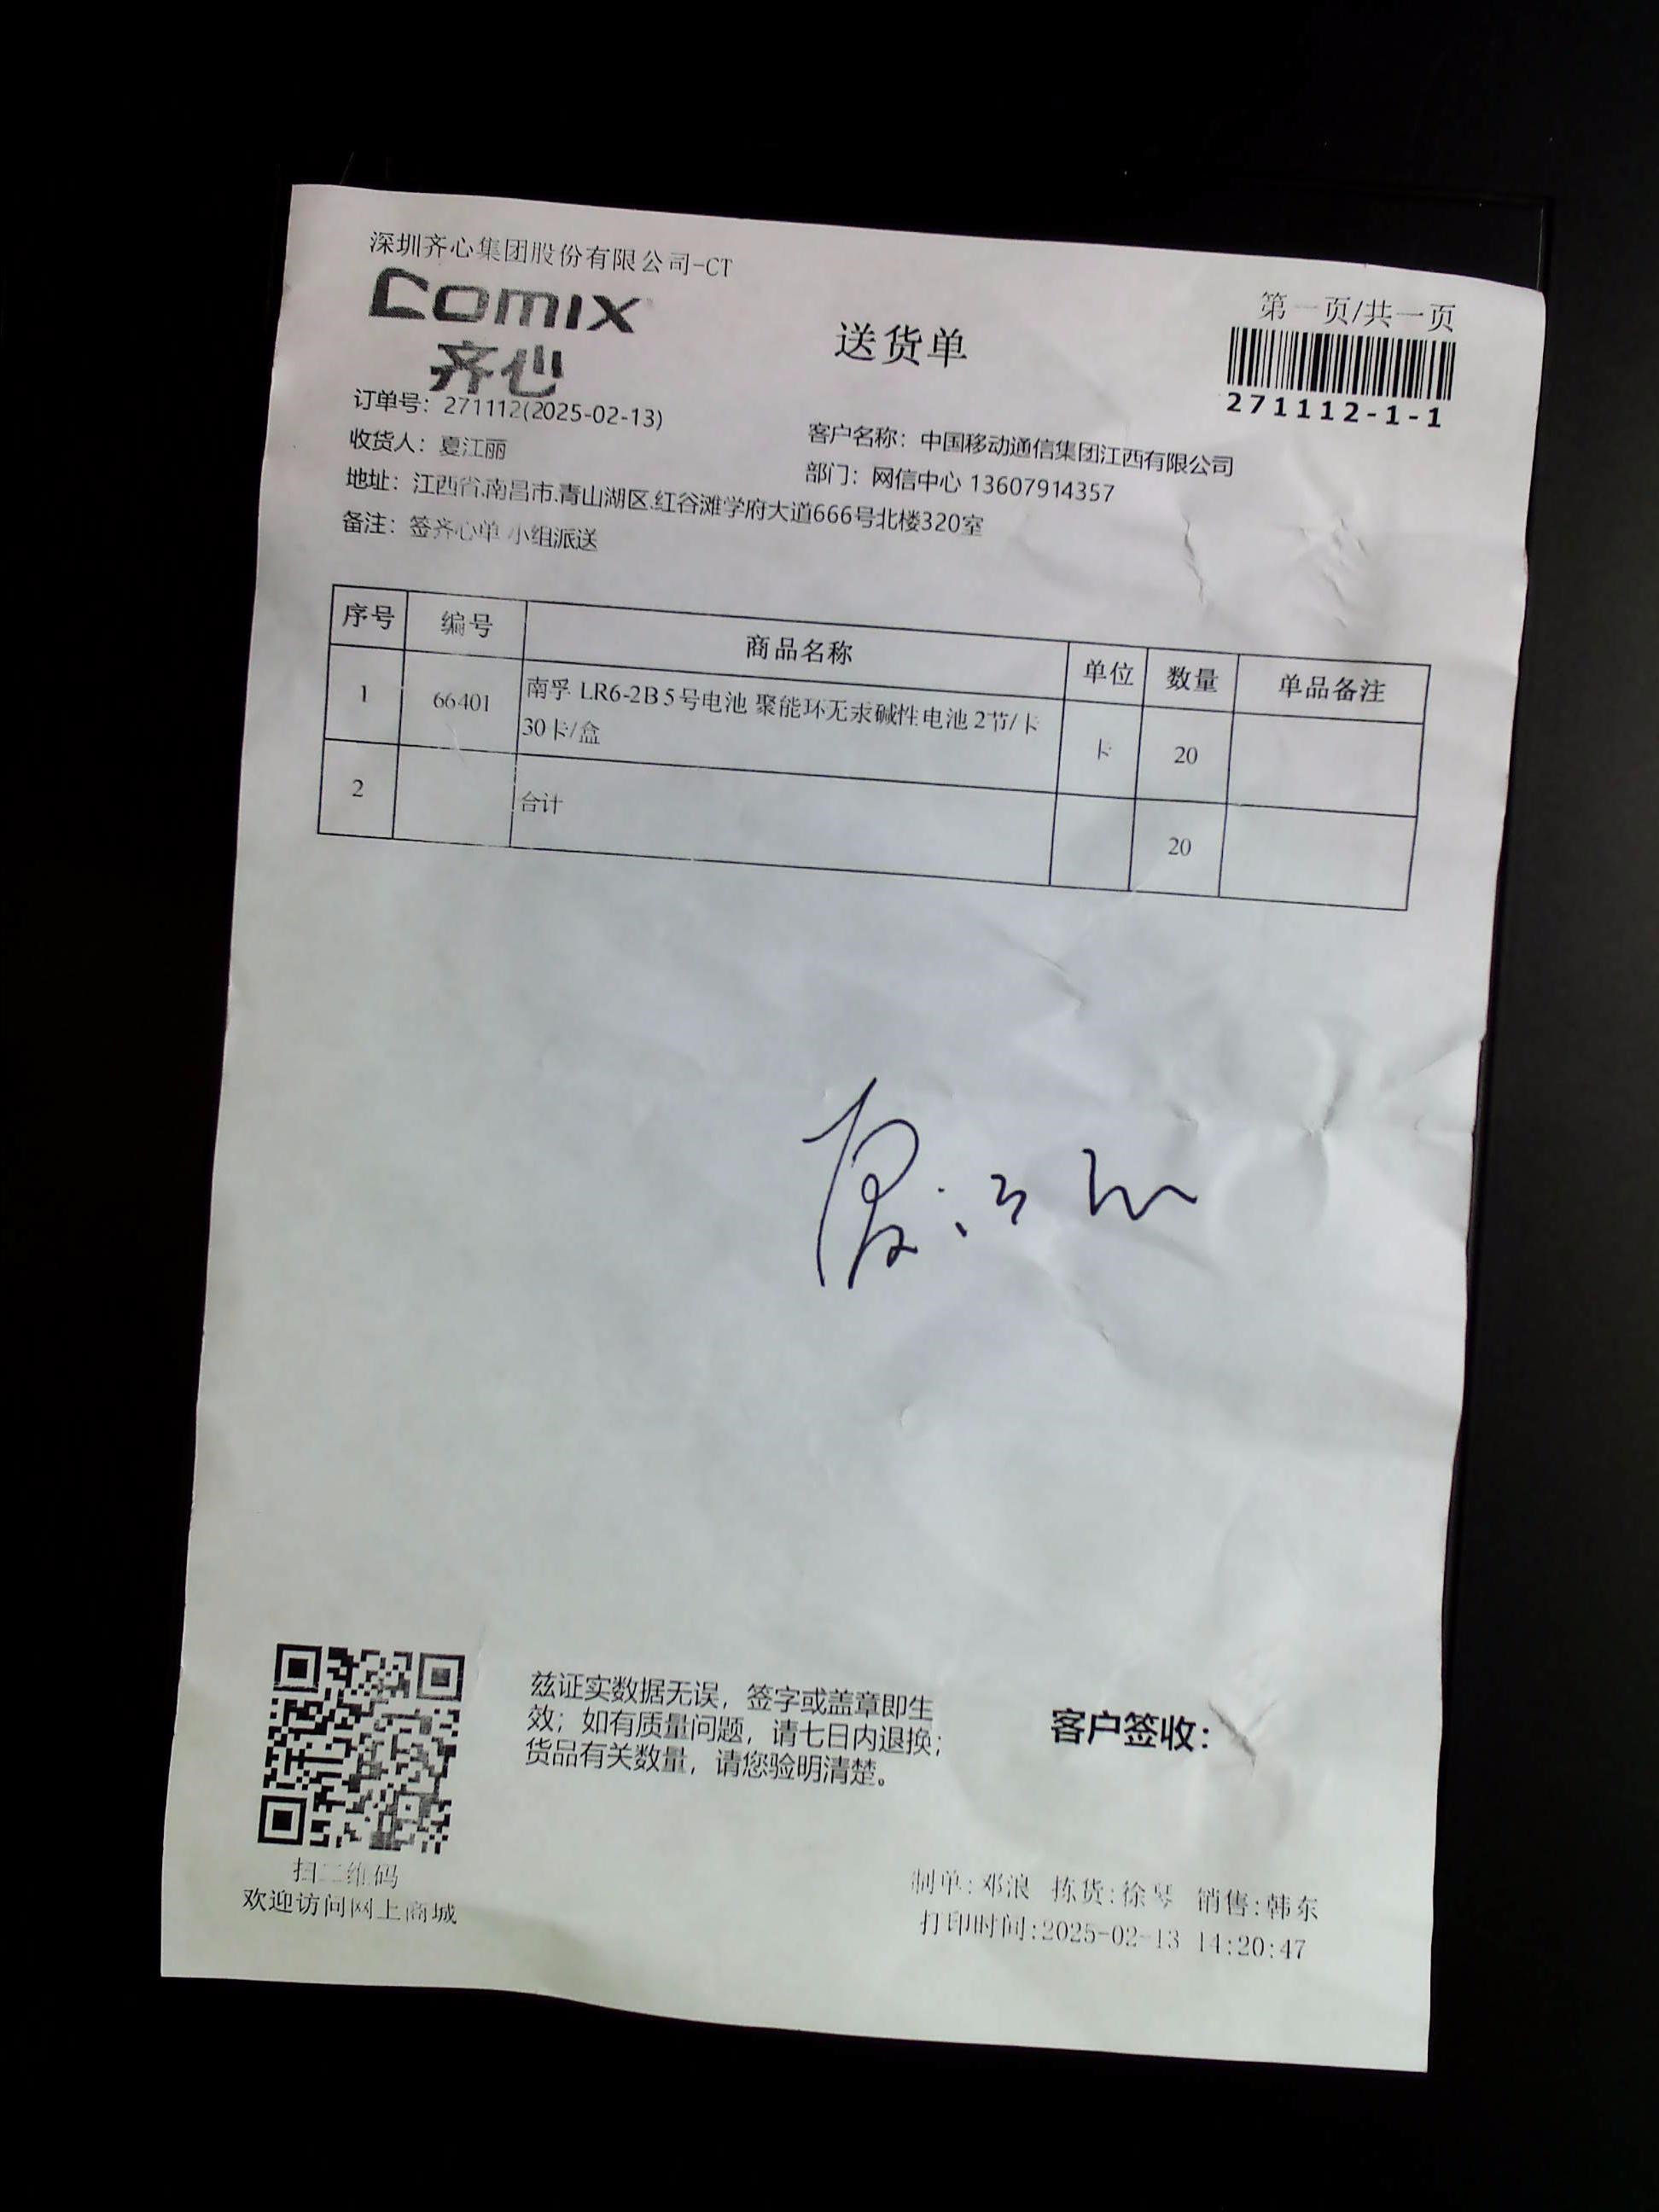 深圳齐心集团股份有限公司-CT
comix
齐心
送货单
第一页/共一页
271112-1-1
订单号：271112(2025-02-13)
收货人：夏江丽
客户名称：中国移动通信集团江西有限公司
部门：网信中心 13607914357
地址：江西省.南昌市.青山湖区.红谷滩学府大道666号北楼320室
备注：签齐心单 小组派送
序号 编号 商品名称 单位 数量 单品备注
1 66401 南孚 LR6-2B 5号电池 聚能环无汞碱性电池 2节/卡 卡 20
30卡/盒
2 合计 20
夏江丽
兹证实数据无误，签字或盖章即生
效；如有质量问题，请七日内退换；
货品有关数量，请您验明清楚。
客户签收：
扫二维码
欢迎访问网上商城
制单:邓浪 拣货:徐琴 销售:韩东
打印时间:2025-02-13 14:20:47